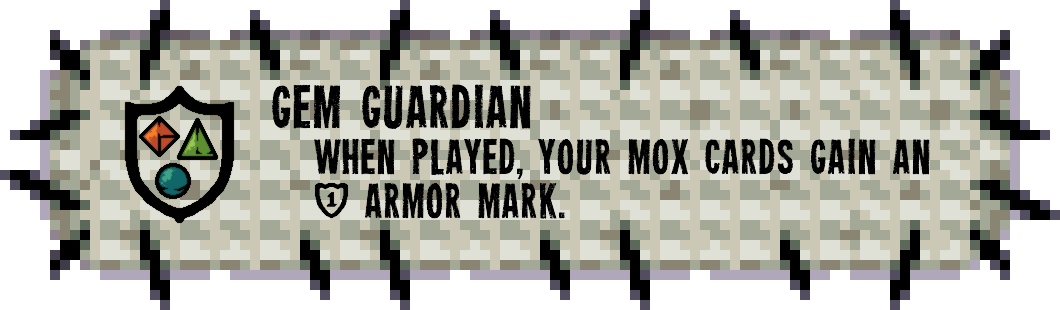 GEM GUARDIAN
WHEN PLAYED, YOUR MOX CARDS GAIN AN
1 ARMOR MARK.